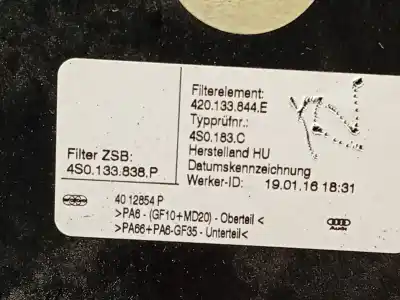 Filterelement:
420.133.844.E
Typprüfnr.:
4S0.183.C
Herstelland HU
Datumskennzeichnung
Werker-ID: 19.01.16 18:31
Filter ZSB:
4S0.133.838.P
40 12854 P
>PA6 - (GF10+MD20) - Oberteil <
>PA66+PA6-GF35 - Unterteil<
Audi